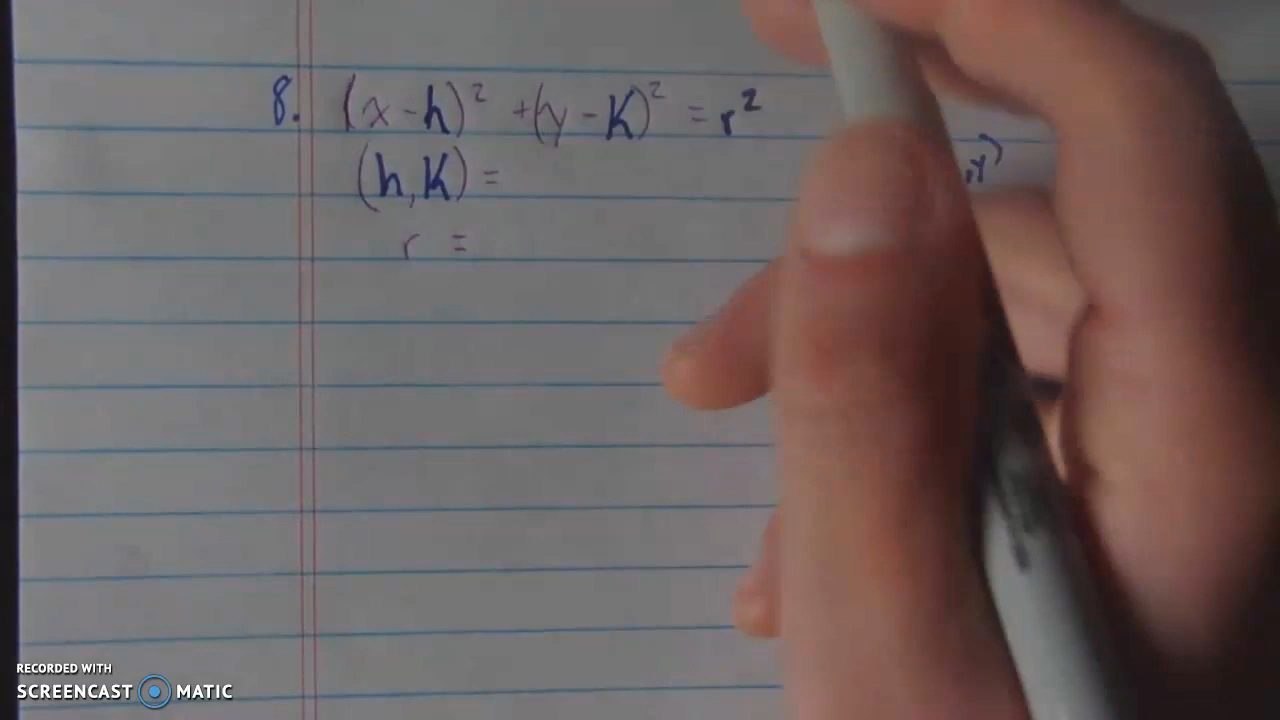 8. (x - h)² + (y - k)² = r²
, y)
(h, k) =
r =
RECORDED WITH
SCREENCAST MATIC